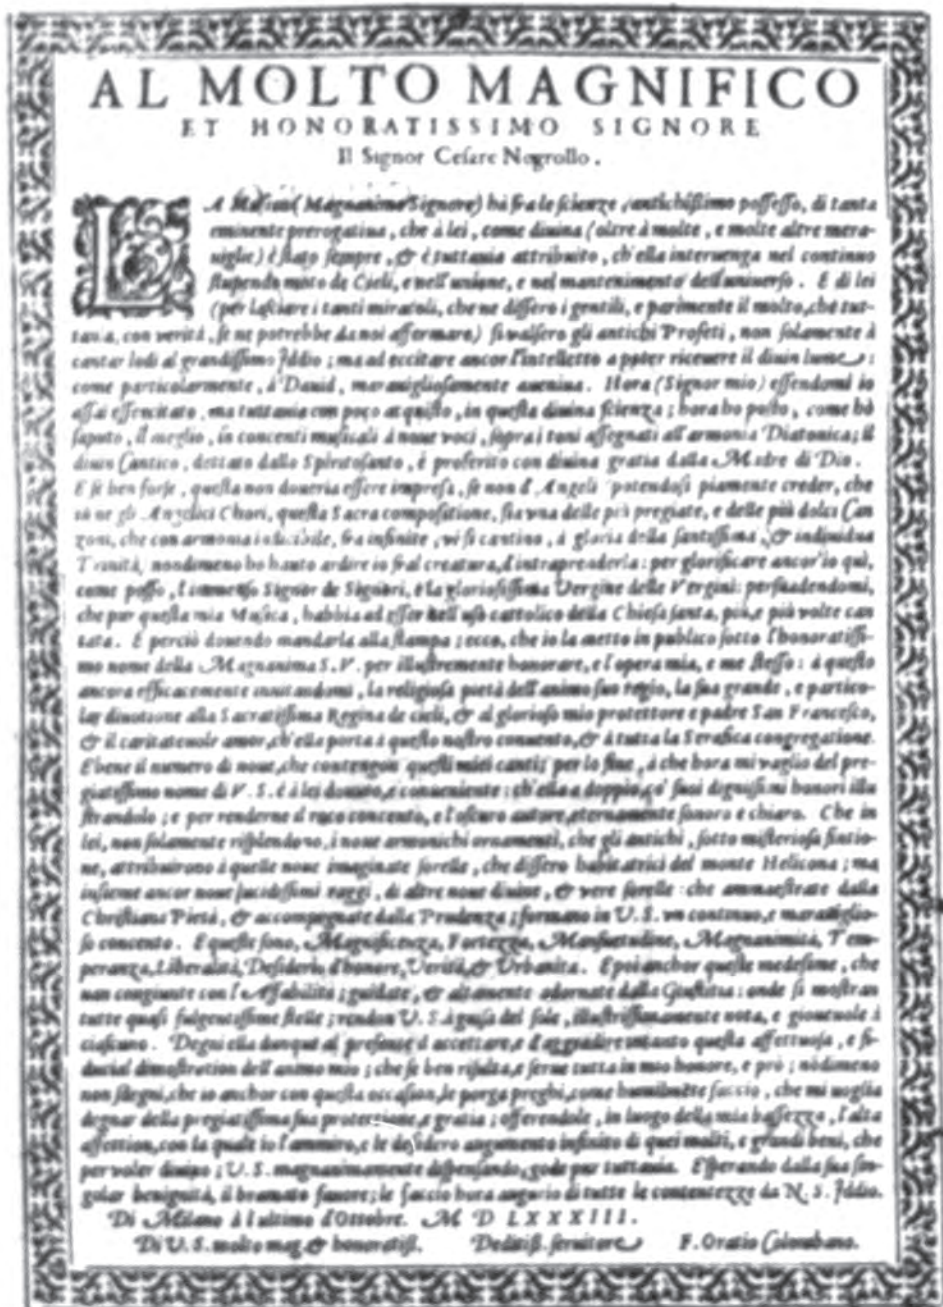 AL MOLTO MAGNIFICO
ET HONORATISSIMO SIGNORE
Il Signor Cesare Negrollo.
LA Musica (Magnanimo Signore) hà fra le scienze, antichissimo possesso, di tanta
eminente prerogatiua, che à lei, come diuina (oltre à molte, e molte altre mera-
uiglie) è stato sempre, & è tuttauia attribuito, ch'ella interuenga nel continuo
stupendo moto de Cieli, e nell'unione, e nel mantenimento dell'uniuerso. E di lei
(per lasciare i tanti miracoli, che ne dissero i gentili, e parimente il molto, che tut-
tauia, con verità, se ne potrebbe da noi affermare) si valsero gli antichi Profeti, non solamente à
cantar lodi al grandissimo Iddio; ma ad eccitare ancor l'intelletto a poter riceuere il diuin lume:
come particolarmente, à Dauid, marauigliosamente aueniua. Hora (Signor mio) essendomi io
assai essercitato, ma tuttauia con poco acquisto, in questa diuina scienza; hora ho posto, come hò
saputo, il meglio, in concenti musicali à noue voci, sopra i toni assegnati all'armonia Diatonica; il
diuin Cantico, dettato dallo Spiritosanto, è proferito con diuina gratia dalla Madre di Dio.
E se ben forse, questa non doueria essere impresa, se non d'Angeli potendosi piamente creder, che
sù ne gli Angelici Chori, questa Sacra compositione, sia vna delle più pregiate, e delle più dolci Can
zoni, che con armonia indicibile, fra infinite, vi si cantino, à gloria della santissima, & indiuidua
Trinità, nondimeno ho hauto ardire io fral creatura, d'intraprenderla: per glorificare ancor'io quì,
come posso, l'immenso Signor de Signori, è la gloriosissima Vergine delle Vergini: persuadendomi,
che pur questa mia Musica, habbia ad esser nell'uso cattolico della Chiesa santa, più, e più volte can
tata. E perciò douendo mandarla alla stampa; ecco, che io la metto in publico sotto l'honoratissi-
mo nome della Magnanima S. V. per illustremente honorare, e l'opera mia, e me stesso: à questo
ancora efficacemente inuitandomi, la religiosa pietà dell'animo suo regio, la sua grande, e partico-
lar diuotione alla Sacratissima Regina de cieli, & al glorioso mio protettore e padre San Francesco,
& il caritateuole amor, ch'ella porta à questo nostro conuento, & à tutta la Serafica congregatione.
E bene il numero di noue, che contengon questi miei canti; per lo fine, à che hora mi vaglio del pre-
giatissimo nome di V. S. è à lei douuto, e conueniente: ch'ella a doppio, co' suoi dignissimi honori illu
strandolo; e per renderne il roco concento, e l'oscuro autore, eternamente sonoro e chiaro. Che in
lei, non solamente risplendono, i noue armonichi ornamenti, che gli antichi, sotto misteriosa fintio-
ne, attribuirono à quelle noue imaginate sorelle, che dissero habitatrici del monte Helicona; ma
insieme ancor noue lucidissimi raggi, di altre noue diuine, & vere sorelle: che ammaestrate dalla
Christiana Pietà, & accompagnate dalla Prudenza; formano in V. S. vn continuo, e marauiglio-
so concento. E queste sono, Magnificenza, Fortezza, Mansuetudine, Magnanimità, Tem-
peranza, Liberalità, Desiderio d'honore, Verità, & Urbanità. E poi anchor queste medesime, che
uan congiunte con l'Affabilità; guidate, & altamente adornate dalla Giustitia: onde si mostran
tutte quasi fulgentissime stelle; rendon V. S. à guisa del sole, illustrissimamente nota, e gioueuole à
ciascuno. Degni ella dunque al presente d'accettare, e d'aggradire intanto questa affettuosa, e fi-
ducial dimostration dell'animo mio; che se ben risulta, e serue tutta in mio honore, e prò; nōdimeno
non sdegni, che io anchor con questa occasion, le porga preghi, come humilmēte faccio, che mi uoglia
degnar della pregiatissima sua protezione, e gratia; offerendole, in luogo della mia bassezza, l'alta
affettion, con la quale io l'ammiro, e le desidero augumento infinito di quei molti, e grandi beni, che
per voler diuino; V. S. magnanimamente dispensando, gode pur tuttauia. E sperando dalla sua sin-
golar benignità, il bramato fauore; le faccio hora augurio di tutte le contentezze da N. S. Iddio.
Di Milano à l'ultimo d'Ottobre. M D LXXXIII.
Di V. S. molto mag. & honoratiß. Deditiß. seruitore F. Oratio Colombano.